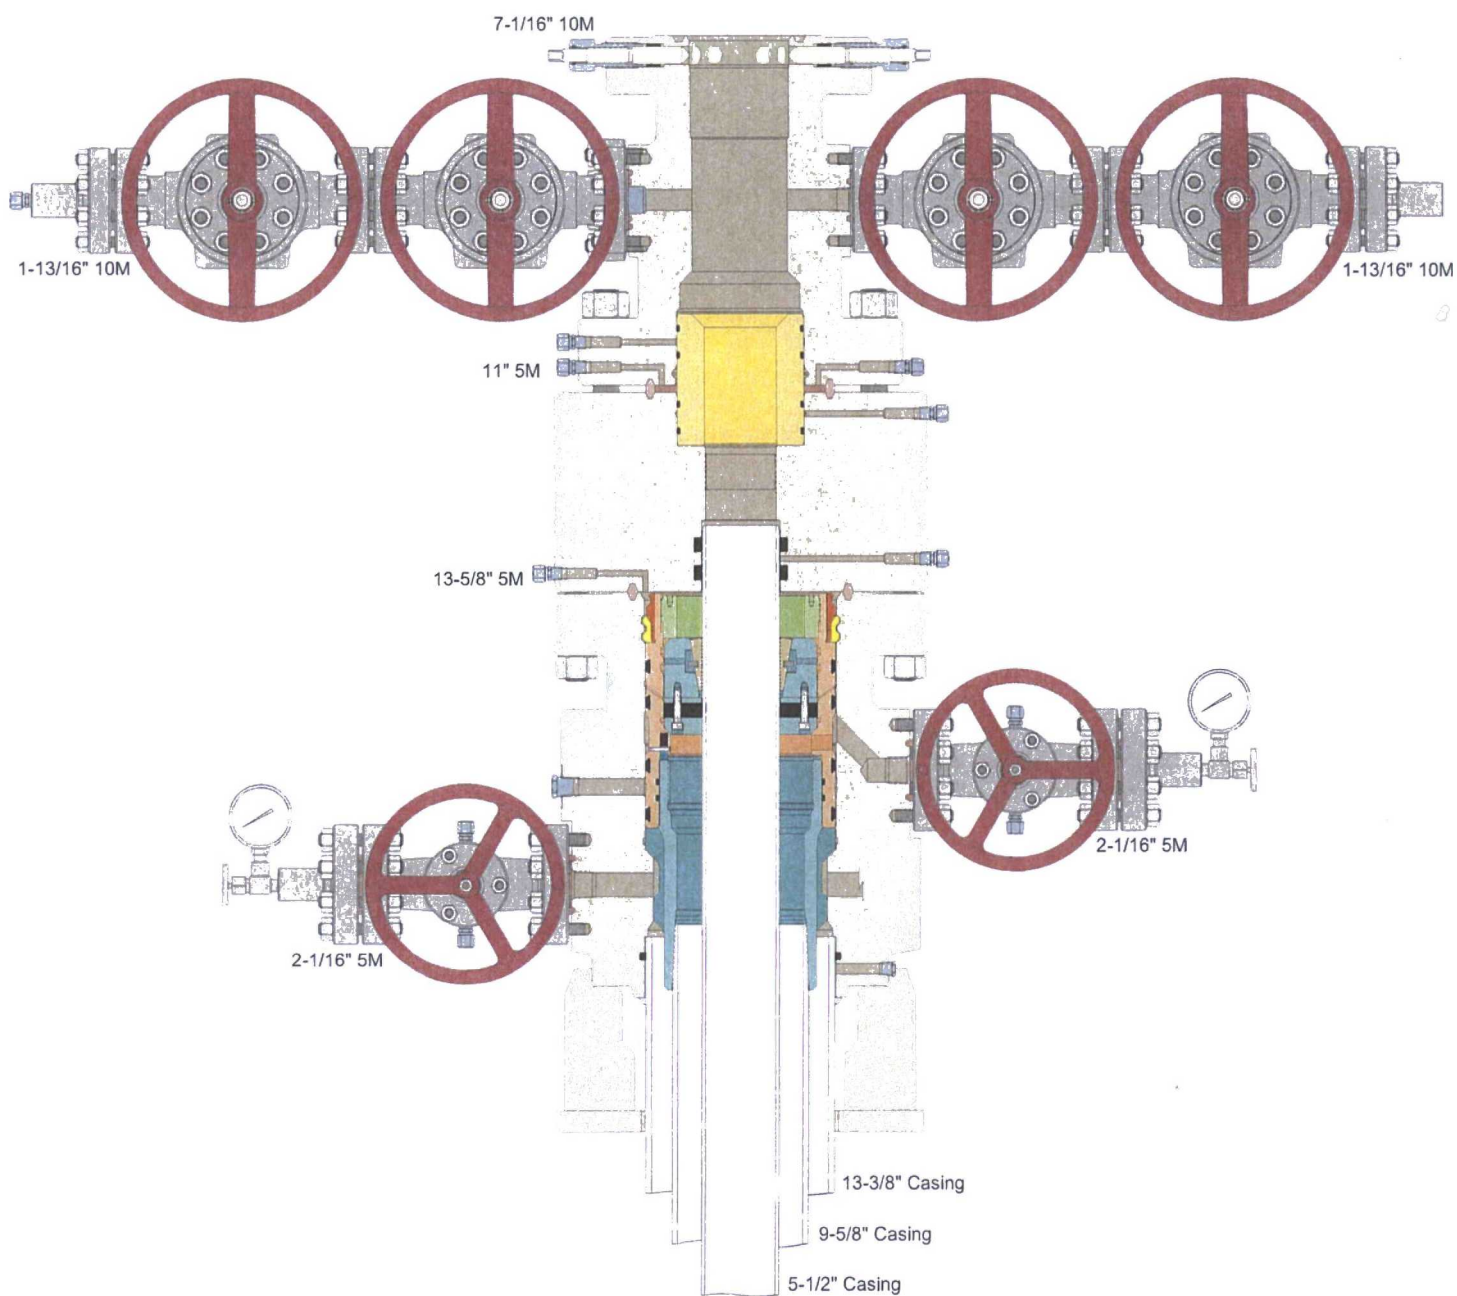 7-1/16" 10M
1-13/16" 10M
1-13/16" 10M
11" 5M
13-5/8" 5M
2-1/16" 5M
2-1/16" 5M
13-3/8" Casing
9-5/8" Casing
5-1/2" Casing